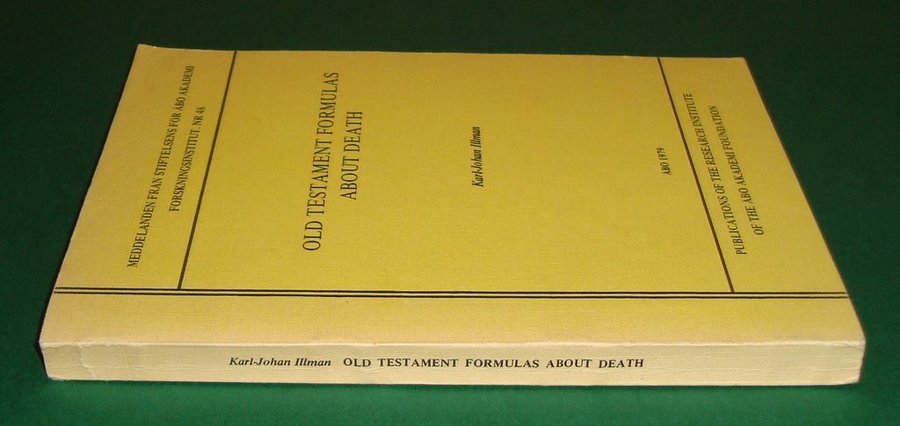 MEDDELANDEN FRÅN STIFTELSENS FÖR ÅBO AKADEMI
FORSKNINGSINSTITUT. NR 48
OLD TESTAMENT FORMULAS
ABOUT DEATH
Karl-Johan Illman
ÅBO 1979
PUBLICATIONS OF THE RESEARCH INSTITUTE
OF THE ÅBO AKADEMI FOUNDATION
Karl-Johan Illman OLD TESTAMENT FORMULAS ABOUT DEATH